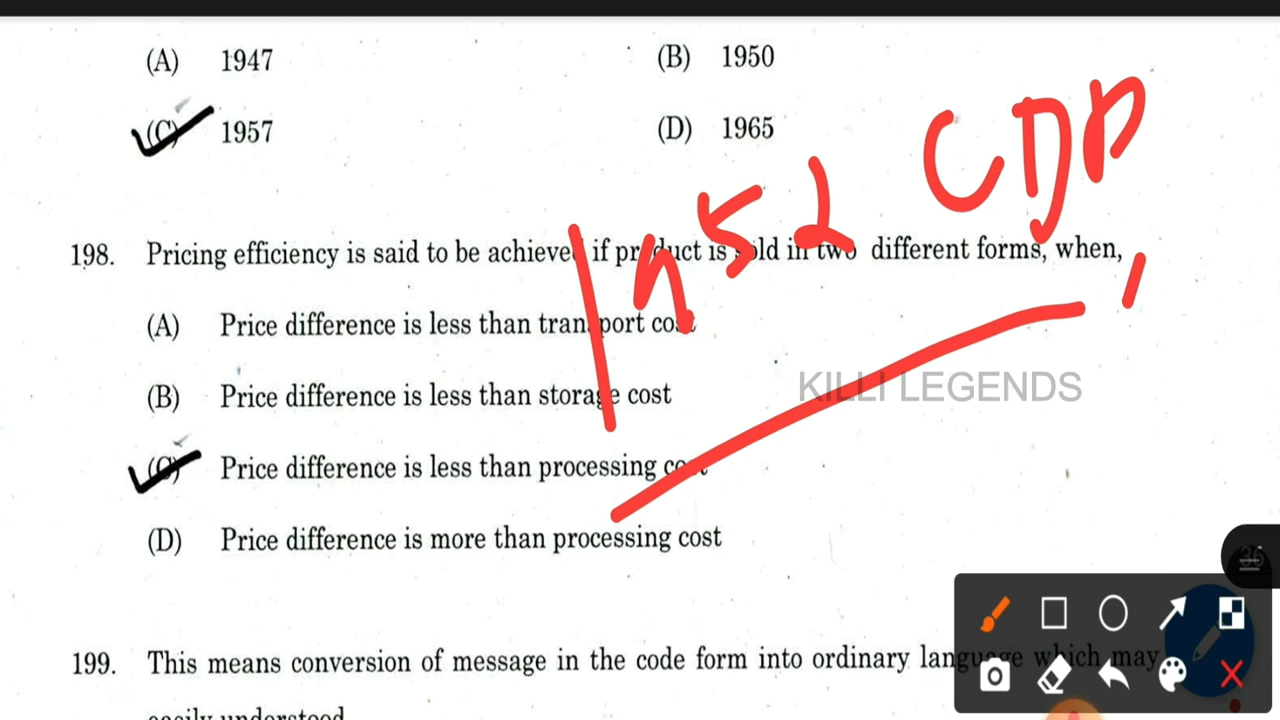 (A) 1947 (B) 1950
(C) 1957 (D) 1965
1952 CDP
198. Pricing efficiency is said to be achieved if product is sold in two different forms, when,
(A) Price difference is less than transport cost
(B) Price difference is less than storage cost
KILLI LEGENDS
(C) Price difference is less than processing cost
(D) Price difference is more than processing cost
36
199. This means conversion of message in the code form into ordinary language which may
easily understood